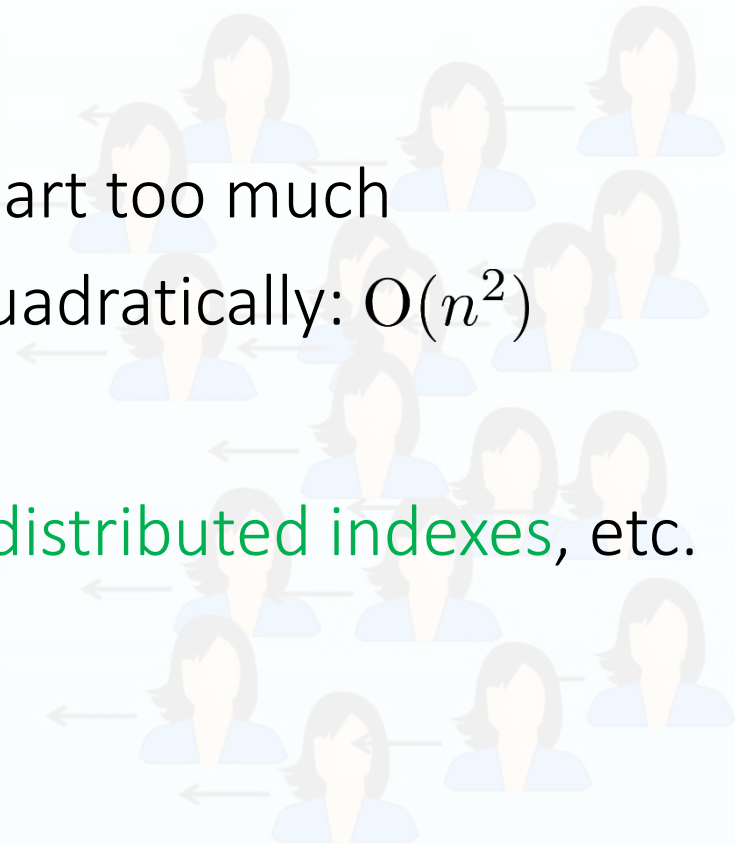 art too much
uadratically: O(n²)
distributed indexes, etc.